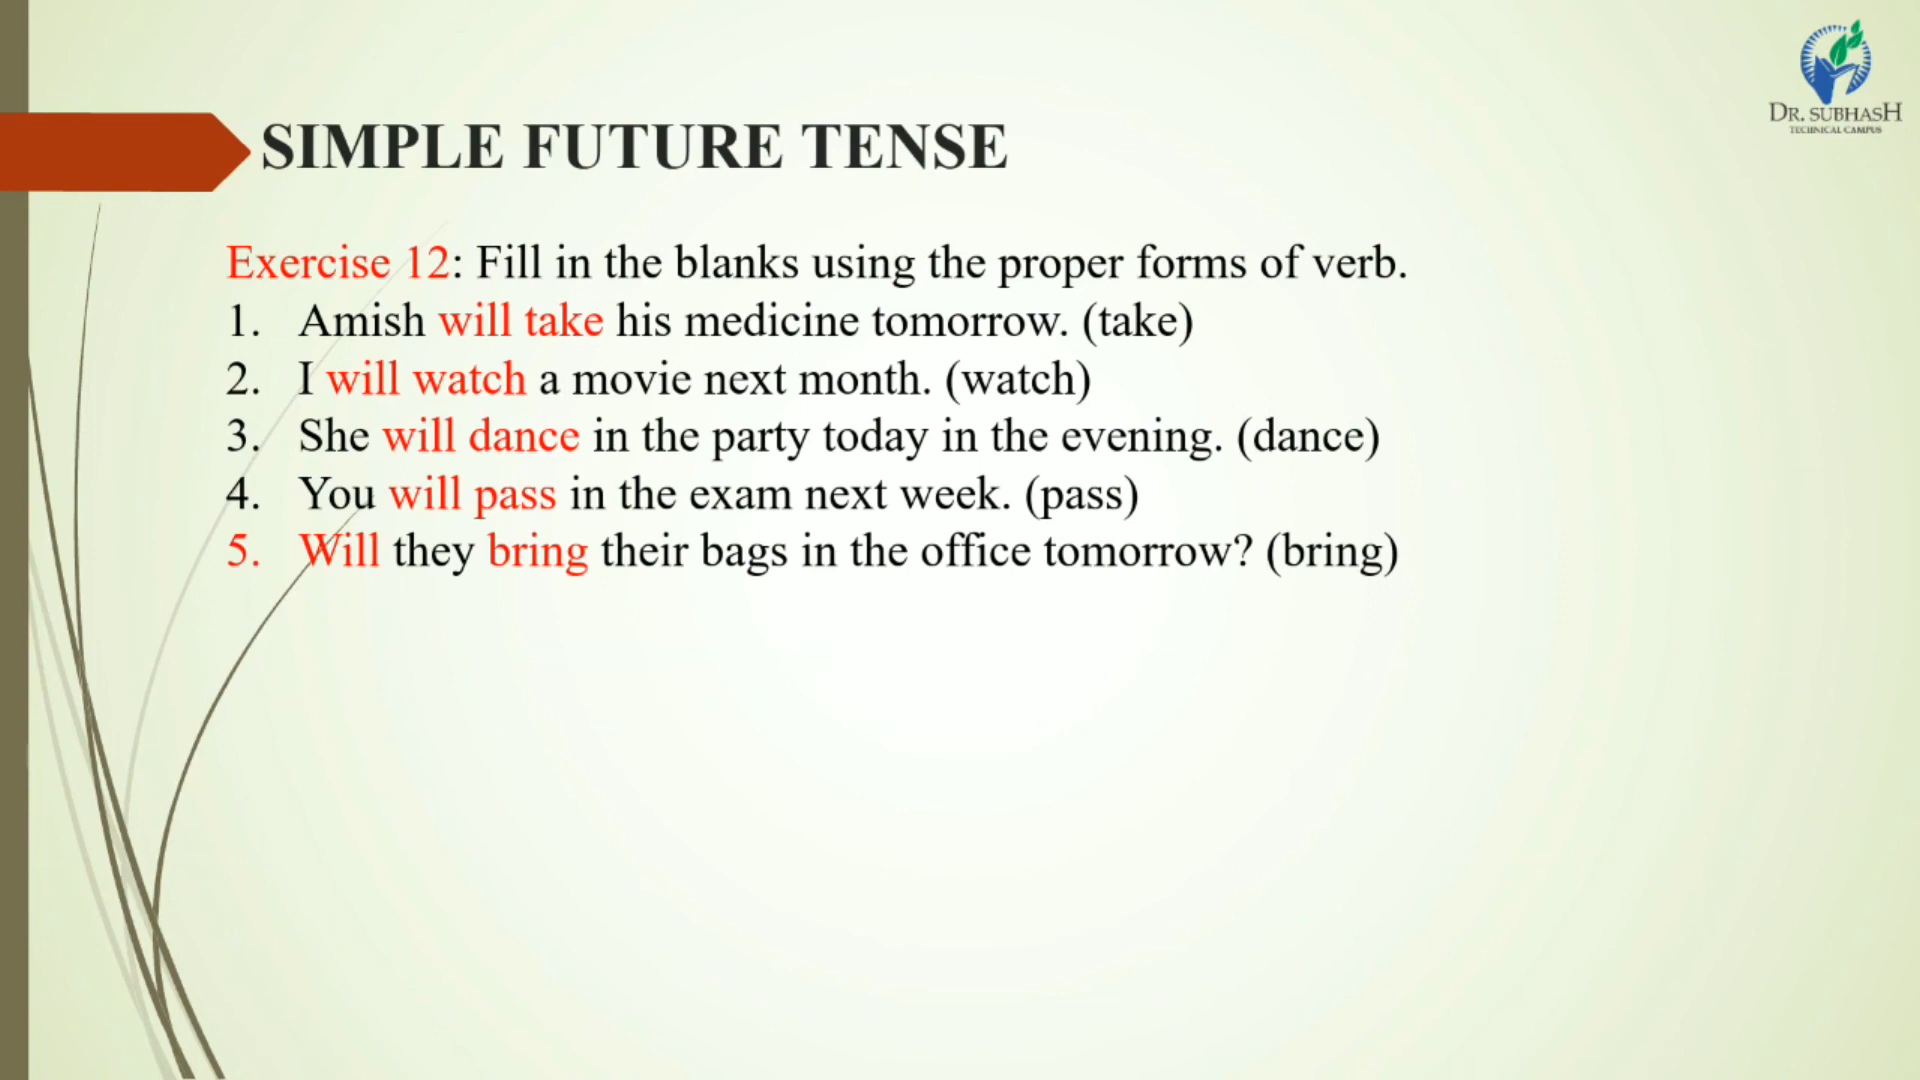 DR. SUBHASH
TECHNICAL CAMPUS
SIMPLE FUTURE TENSE
Exercise 12: Fill in the blanks using the proper forms of verb.
1. Amish will take his medicine tomorrow. (take)
2. I will watch a movie next month. (watch)
3. She will dance in the party today in the evening. (dance)
4. You will pass in the exam next week. (pass)
5. Will they bring their bags in the office tomorrow? (bring)